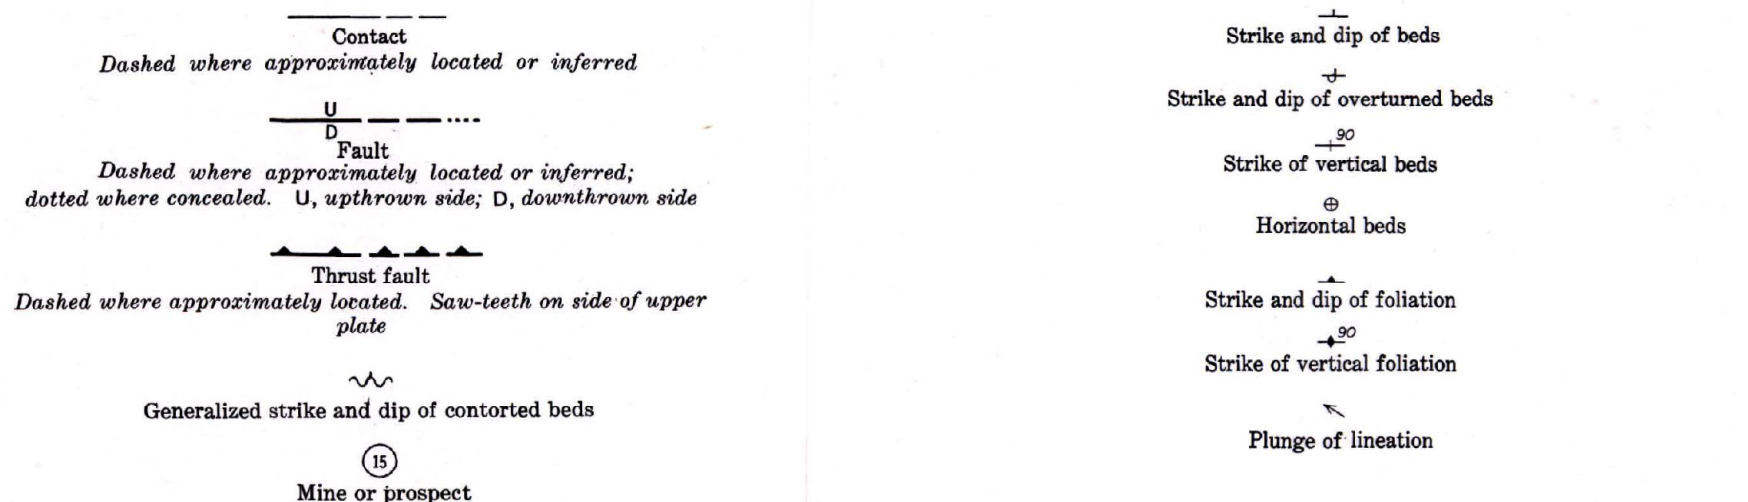 Contact
Dashed where approximately located or inferred
U
D
Fault
Dashed where approximately located or inferred;
dotted where concealed. U, upthrown side; D, downthrown side
Thrust fault
Dashed where approximately located. Saw-teeth on side of upper
plate
Generalized strike and dip of contorted beds
15
Mine or prospect
Strike and dip of beds
Strike and dip of overturned beds
90
Strike of vertical beds
Horizontal beds
Strike and dip of foliation
90
Strike of vertical foliation
Plunge of lineation